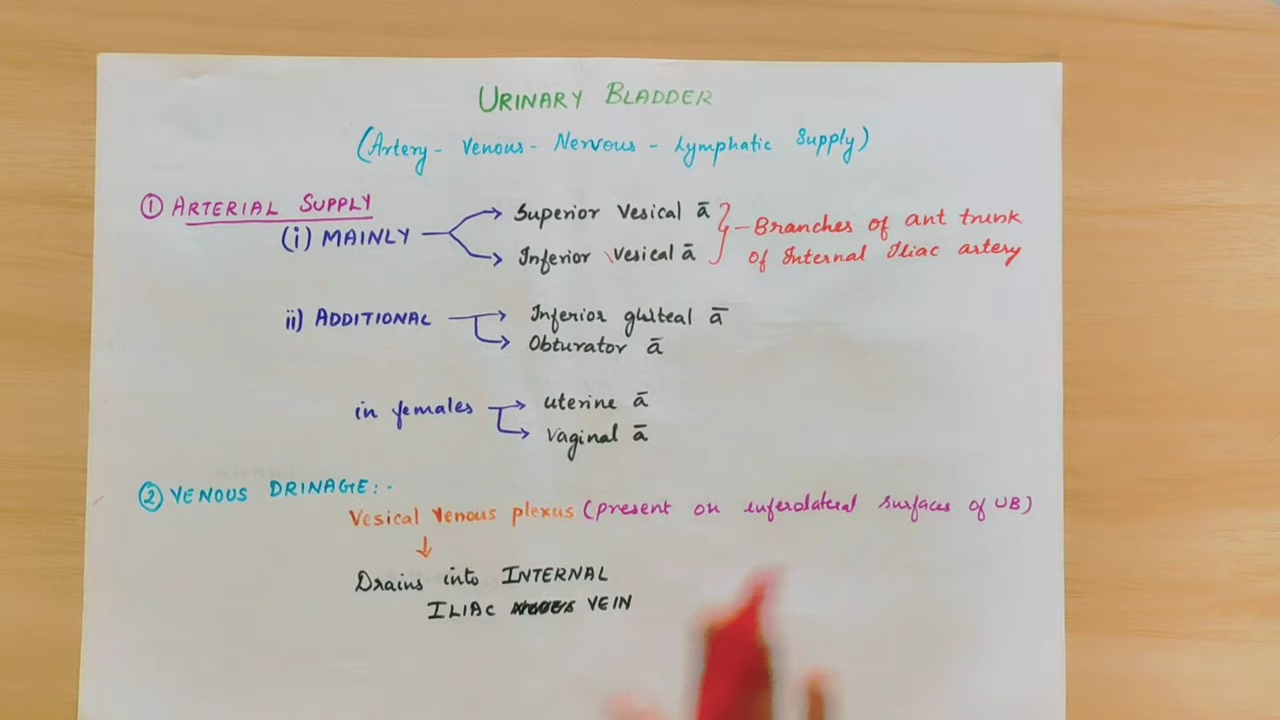 URINARY BLADDER
(Artery - Venous - Nervous - Lymphatic Supply)
① ARTERIAL SUPPLY
(i) MAINLY
Superior Vesical ā
Inferior Vesical ā
- Branches of ant trunk
of Internal Iliac artery
ii) ADDITIONAL
Inferior gluteal ā
Obturator ā
in females
uterine ā
vaginal ā
② VENOUS DRINAGE:-
Vesical Venous plexus (present on inferolateral surfaces of UB)
Drains into INTERNAL
ILIAC VEIN